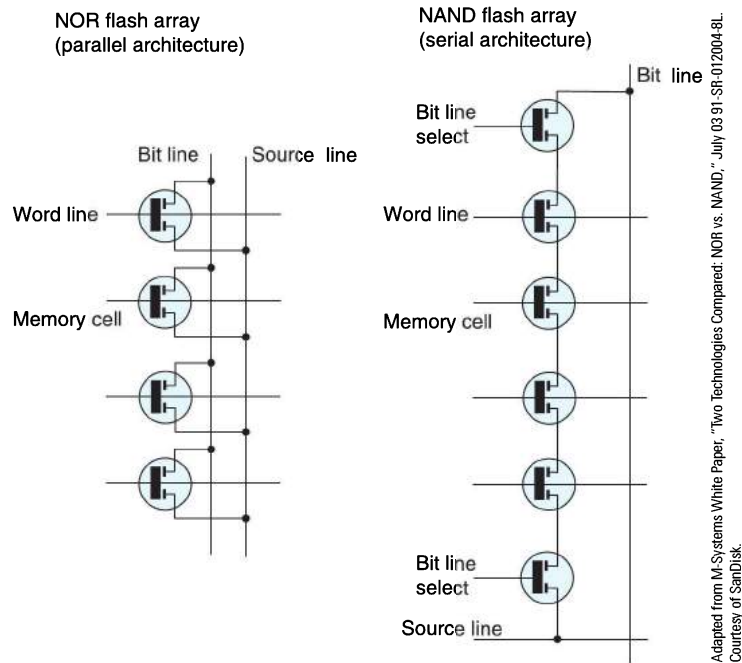 NOR flash array
(parallel architecture)
Bit line
Source line
Word line
Memory cell
NAND flash array
(serial architecture)
Bit line
Bit line
select
Word line
Memory cell
Bit line
select
Source line
Adapted from M-Systems White Paper, "Two Technologies Compared: NOR vs. NAND," July 03 91-SR-012004-8L.
Courtesy of SanDisk.